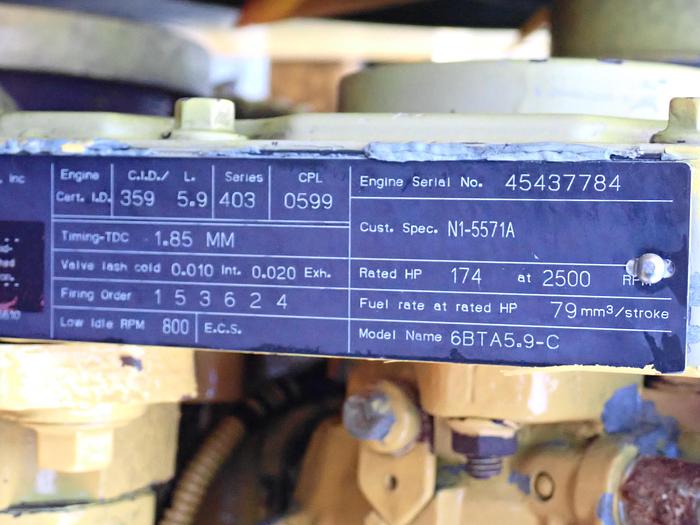 , Inc
Engine C.I.D./ L. Series CPL
Cert. I.D. 359 5.9 403 0599
Timing-TDC 1.85 MM
Valve lash cold 0.010 Int. 0.020 Exh.
Firing Order 1 5 3 6 2 4
Low Idle RPM 800 E.C.S.
Engine Serial No. 45437784
Cust. Spec. N1-5571A
Rated HP 174 at 2500 RPM
Fuel rate at rated HP 79 mm³/stroke
Model Name 6BTA5.9-C